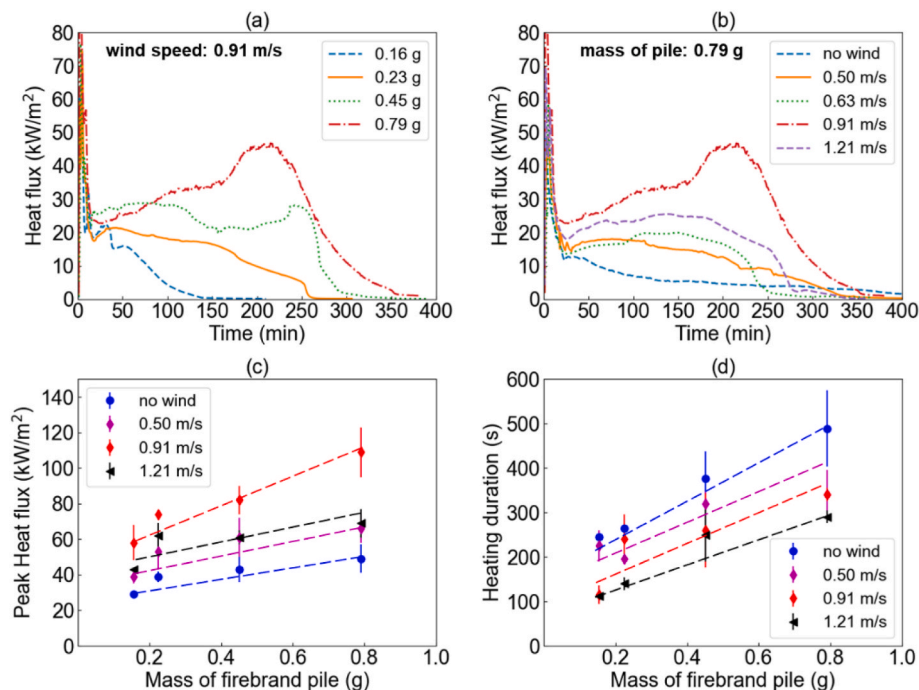 (a)
wind speed: 0.91 m/s
0.16 g
0.23 g
0.45 g
0.79 g
80
70
60
50
40
30
20
10
0
Heat flux (kW/m²)
0 50 100 150 200 250 300 350 400
Time (min)
(b)
mass of pile: 0.79 g
no wind
0.50 m/s
0.63 m/s
0.91 m/s
1.21 m/s
80
70
60
50
40
30
20
10
0
Heat flux (kW/m²)
0 50 100 150 200 250 300 350 400
Time (min)
(c)
no wind
0.50 m/s
0.91 m/s
1.21 m/s
140
120
100
80
60
40
20
0
Peak Heat flux (kW/m²)
0.2 0.4 0.6 0.8 1.0
Mass of firebrand pile (g)
(d)
600
500
400
300
200
100
0
Heating duration (s)
no wind
0.50 m/s
0.91 m/s
1.21 m/s
0.2 0.4 0.6 0.8 1.0
Mass of firebrand pile (g)